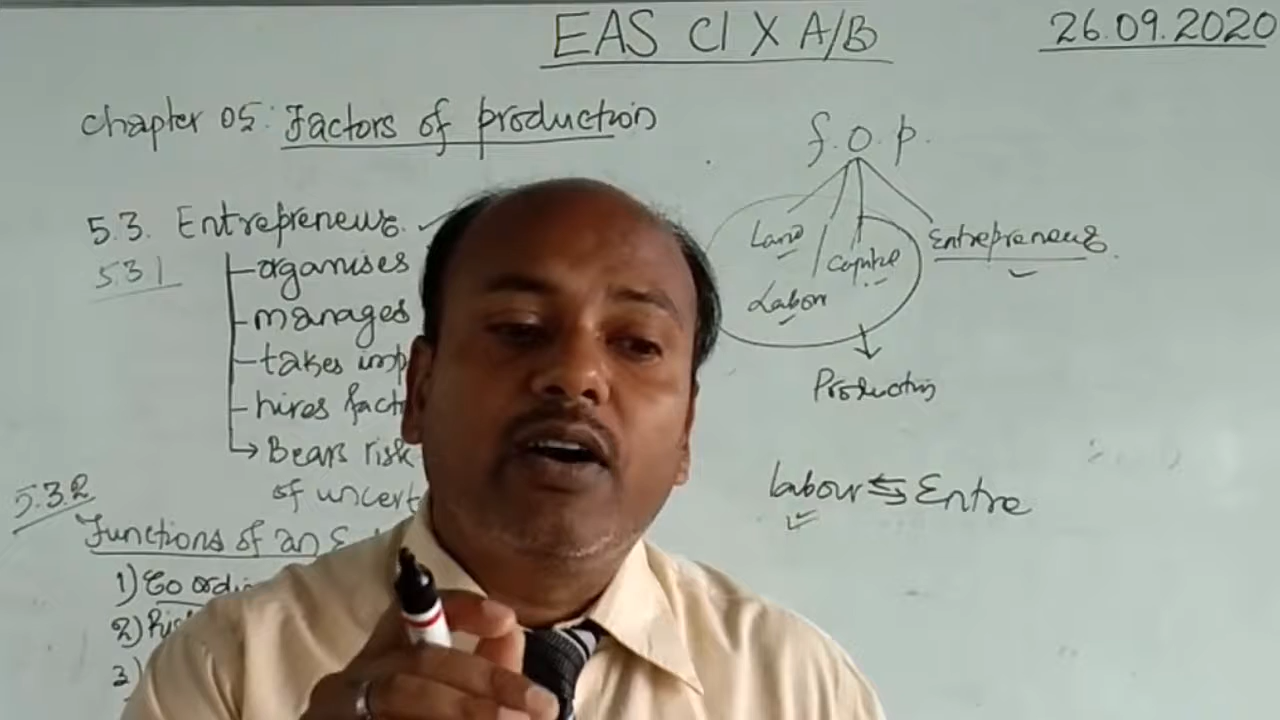 EAS Cl X A/B
26.09.2020
Chapter 05: Factors of production
5.3. Entrepreneur.
5.3.1
organises
manages
takes imp
hires fact
Bears risk
of uncert
5.3.2
Functions of an E
1) Co ordi
2) Ris
3)
f.o.p.
Land
Labour
Capital
Entrepreneur.
Production
labour ⇆ Entre